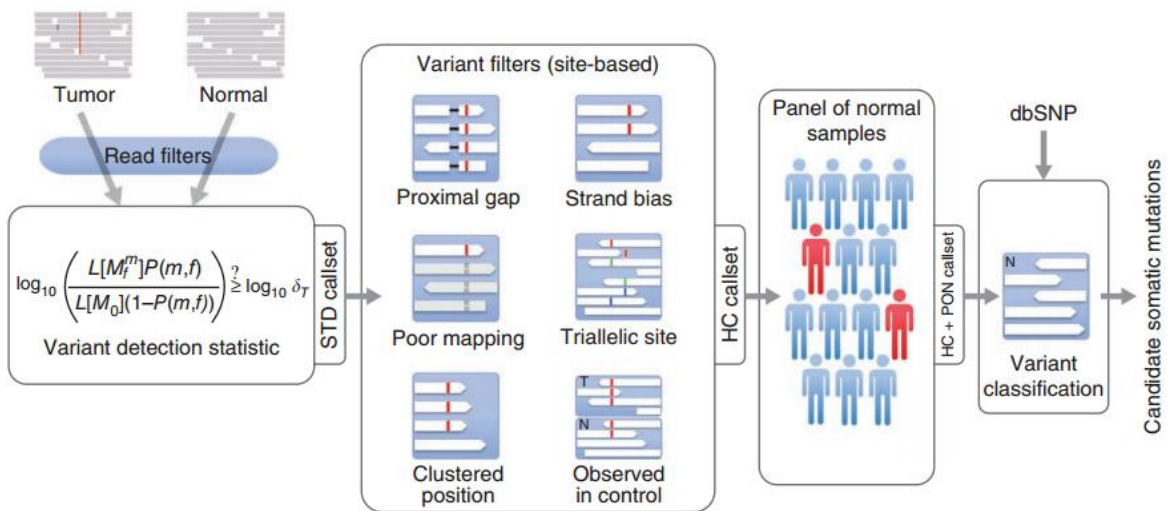 Tumor
Normal
Read filters
log₁₀ ( L[Mᵐ_f]P(m,f) / L[M₀](1–P(m,f)) ) ≥? log₁₀ δ_T
Variant detection statistic
STD callset
Variant filters (site-based)
Proximal gap
Strand bias
Poor mapping
Triallelic site
T
N
Clustered
position
Observed
in control
HC callset
Panel of normal
samples
HC + PON callset
dbSNP
N
Variant
classification
Candidate somatic mutations